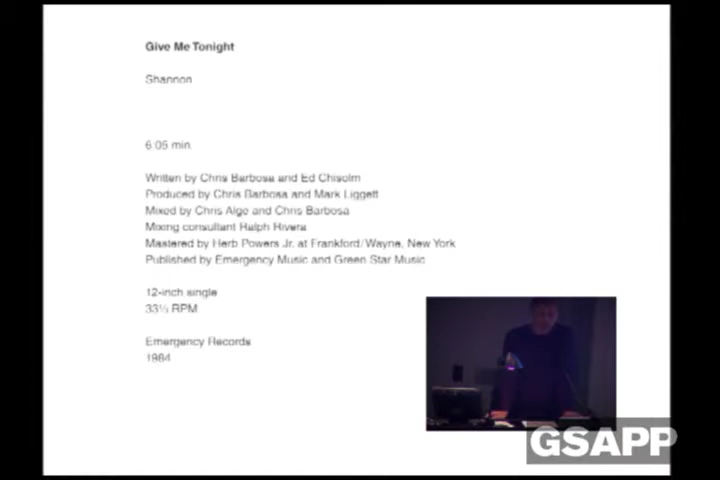 Give Me Tonight
Shannon
6:05 min.
Written by Chris Barbosa and Ed Chisolm
Produced by Chris Barbosa and Mark Liggett
Mixed by Chris Alge and Chris Barbosa
Mixing consultant Ralph Rivera
Mastered by Herb Powers Jr. at Frankford/Wayne, New York
Published by Emergency Music and Green Star Music
12-inch single
33⅓ RPM
Emergency Records
1984
GSAPP